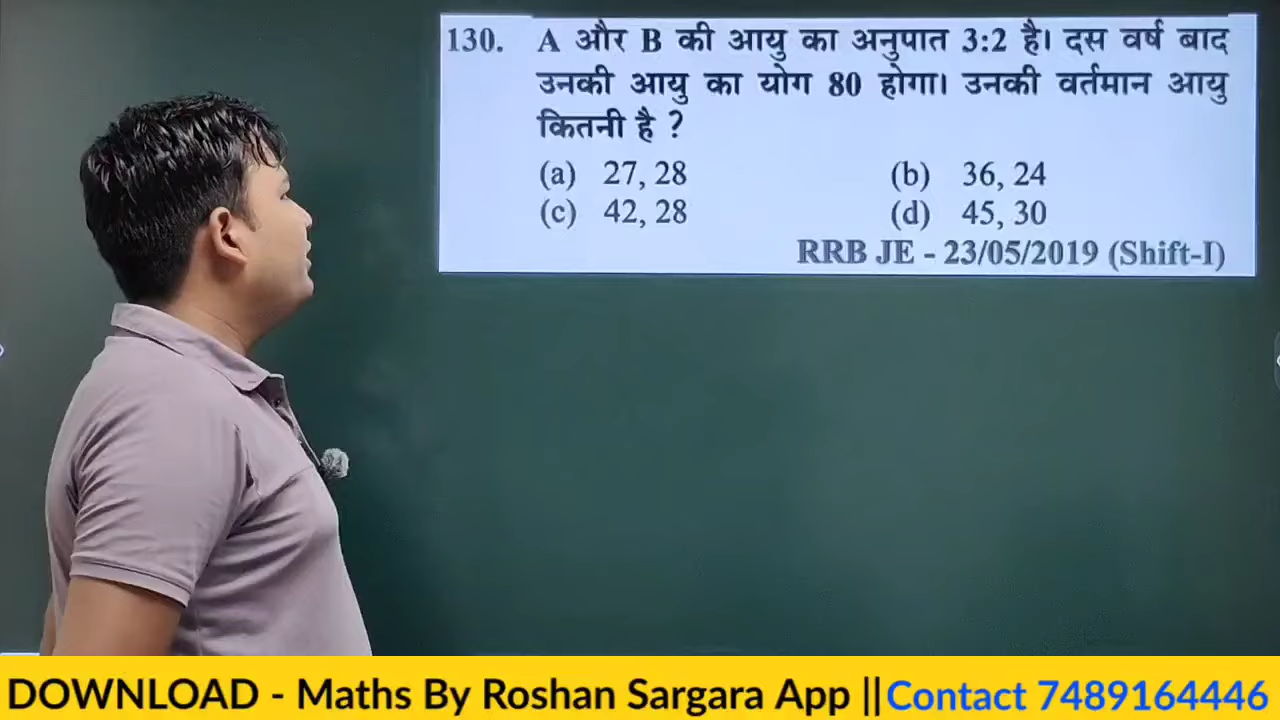 130. A और B की आयु का अनुपात 3:2 है। दस वर्ष बाद
उनकी आयु का योग 80 होगा। उनकी वर्तमान आयु
कितनी है ?
(a) 27, 28 (b) 36, 24
(c) 42, 28 (d) 45, 30
RRB JE - 23/05/2019 (Shift-I)
DOWNLOAD - Maths By Roshan Sargara App || Contact 7489164446